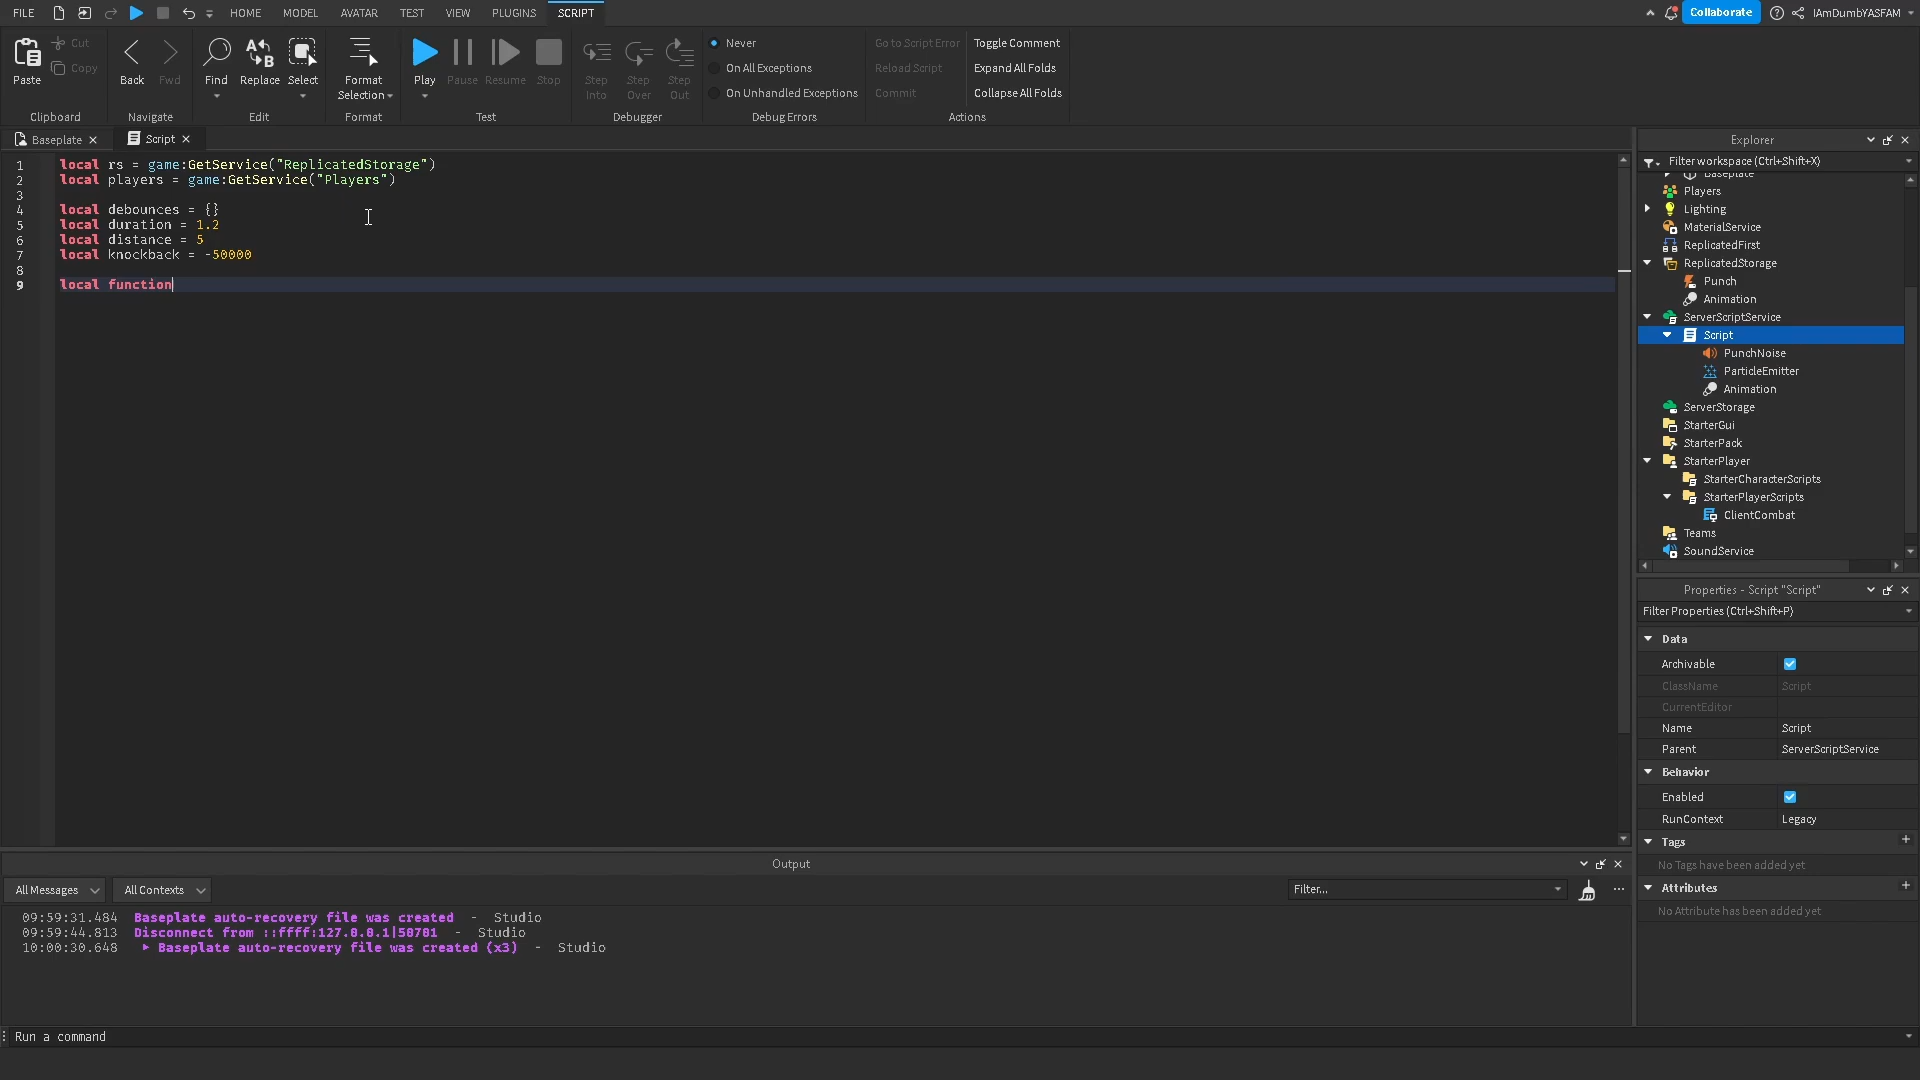 FILE HOME MODEL AVATAR TEST VIEW PLUGINS SCRIPT Collaborate IAmDumbYASFAM
Paste Cut Copy Back Fwd Find Replace Select Format Selection Play Pause Resume Stop Step Into Step Over Step Out
Never Go to Script Error Toggle Comment
On All Exceptions Reload Script Expand All Folds
On Unhandled Exceptions Commit Collapse All Folds
Clipboard Navigate Edit Format Test Debugger Debug Errors Actions
Baseplate Script
1 local rs = game:GetService("ReplicatedStorage")
2 local players = game:GetService("Players")
3
4 local debounces = {}
5 local duration = 1.2
6 local distance = 5
7 local knockback = -50000
8
9 local function
Explorer
Filter workspace (Ctrl+Shift+X)
Baseplate
Players
Lighting
MaterialService
ReplicatedFirst
ReplicatedStorage
Punch
Animation
ServerScriptService
Script
PunchNoise
ParticleEmitter
Animation
ServerStorage
StarterGui
StarterPack
StarterPlayer
StarterCharacterScripts
StarterPlayerScripts
ClientCombat
Teams
SoundService
Properties - Script "Script"
Filter Properties (Ctrl+Shift+P)
Data
Archivable
ClassName Script
CurrentEditor
Name Script
Parent ServerScriptService
Behavior
Enabled
RunContext Legacy
Tags
No Tags have been added yet
Attributes
No Attribute has been added yet
Output
All Messages All Contexts Filter...
09:59:31.484 Baseplate auto-recovery file was created - Studio
09:59:44.813 Disconnect from ::ffff:127.0.0.1|50701 - Studio
10:00:30.648 Baseplate auto-recovery file was created (x3) - Studio
Run a command